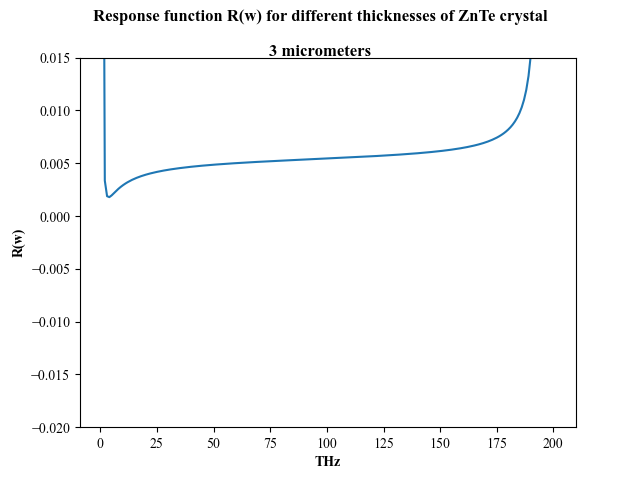 Response function R(w) for different thicknesses of ZnTe crystal
3 micrometers
0.015
0.010
0.005
0.000
−0.005
−0.010
−0.015
−0.020
R(w)
0 25 50 75 100 125 150 175 200
THz